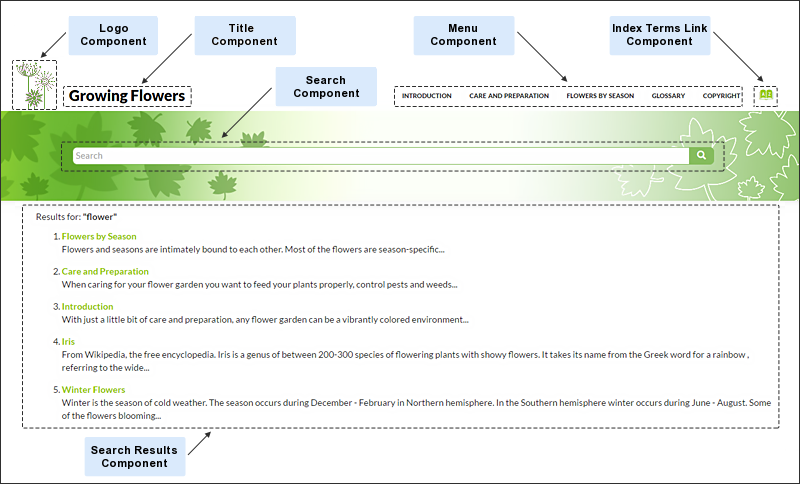 Logo
Component
Title
Component
Menu
Component
Index Terms Link
Component
Search
Component
Growing Flowers
INTRODUCTION CARE AND PREPARATION FLOWERS BY SEASON GLOSSARY COPYRIGHT
Search
Results for: "flower"
1. Flowers by Season
Flowers and seasons are intimately bound to each other. Most of the flowers are season-specific...
2. Care and Preparation
When caring for your flower garden you want to feed your plants properly, control pests and weeds...
3. Introduction
With just a little bit of care and preparation, any flower garden can be a vibrantly colored environment...
4. Iris
From Wikipedia, the free encyclopedia. Iris is a genus of between 200-300 species of flowering plants with showy flowers. It takes its name from the Greek word for a rainbow ,
referring to the wide...
5. Winter Flowers
Winter is the season of cold weather. The season occurs during December - February in Northern hemisphere. In the Southern hemisphere winter occurs during June - August. Some
of the flowers blooming...
Search Results
Component